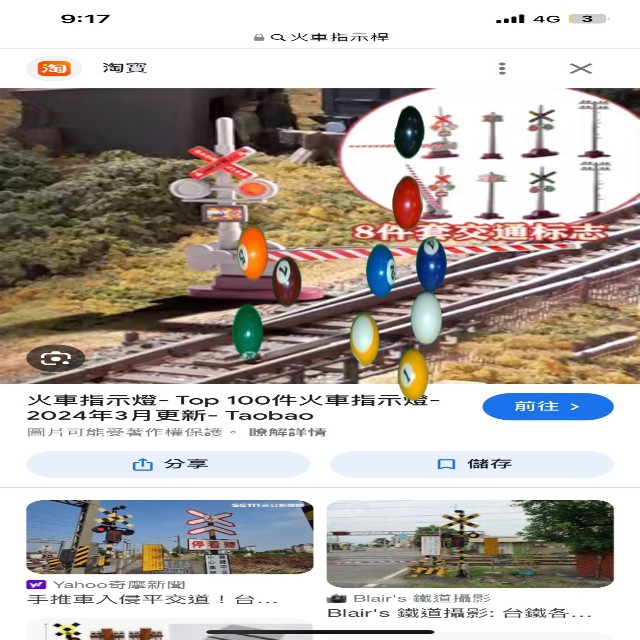 9:17
4G
3
火車指示桿
淘
淘寶
8件套交通标志
5
7
2
1
火車指示燈- Top 100件火車指示燈-
2024年3月更新- Taobao
前往 >
圖片可能受著作權保護。 瞭解詳情
分享
儲存
停看聽
Yahoo奇摩新聞
手推車入侵平交道！台...
Blair's 鐵道攝影
Blair's 鐵道攝影: 台鐵各...